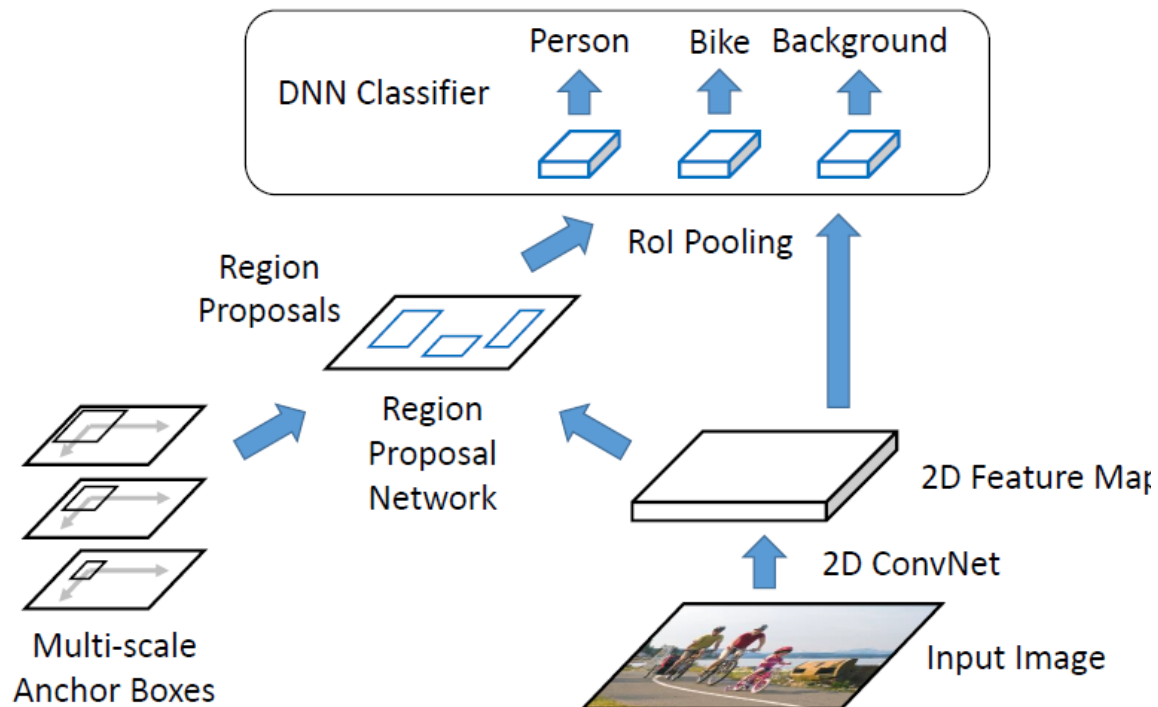 Person
Bike
Background
DNN Classifier
RoI Pooling
Region
Proposals
Region
Proposal
Network
2D Feature Map
2D ConvNet
Multi-scale
Anchor Boxes
Input Image